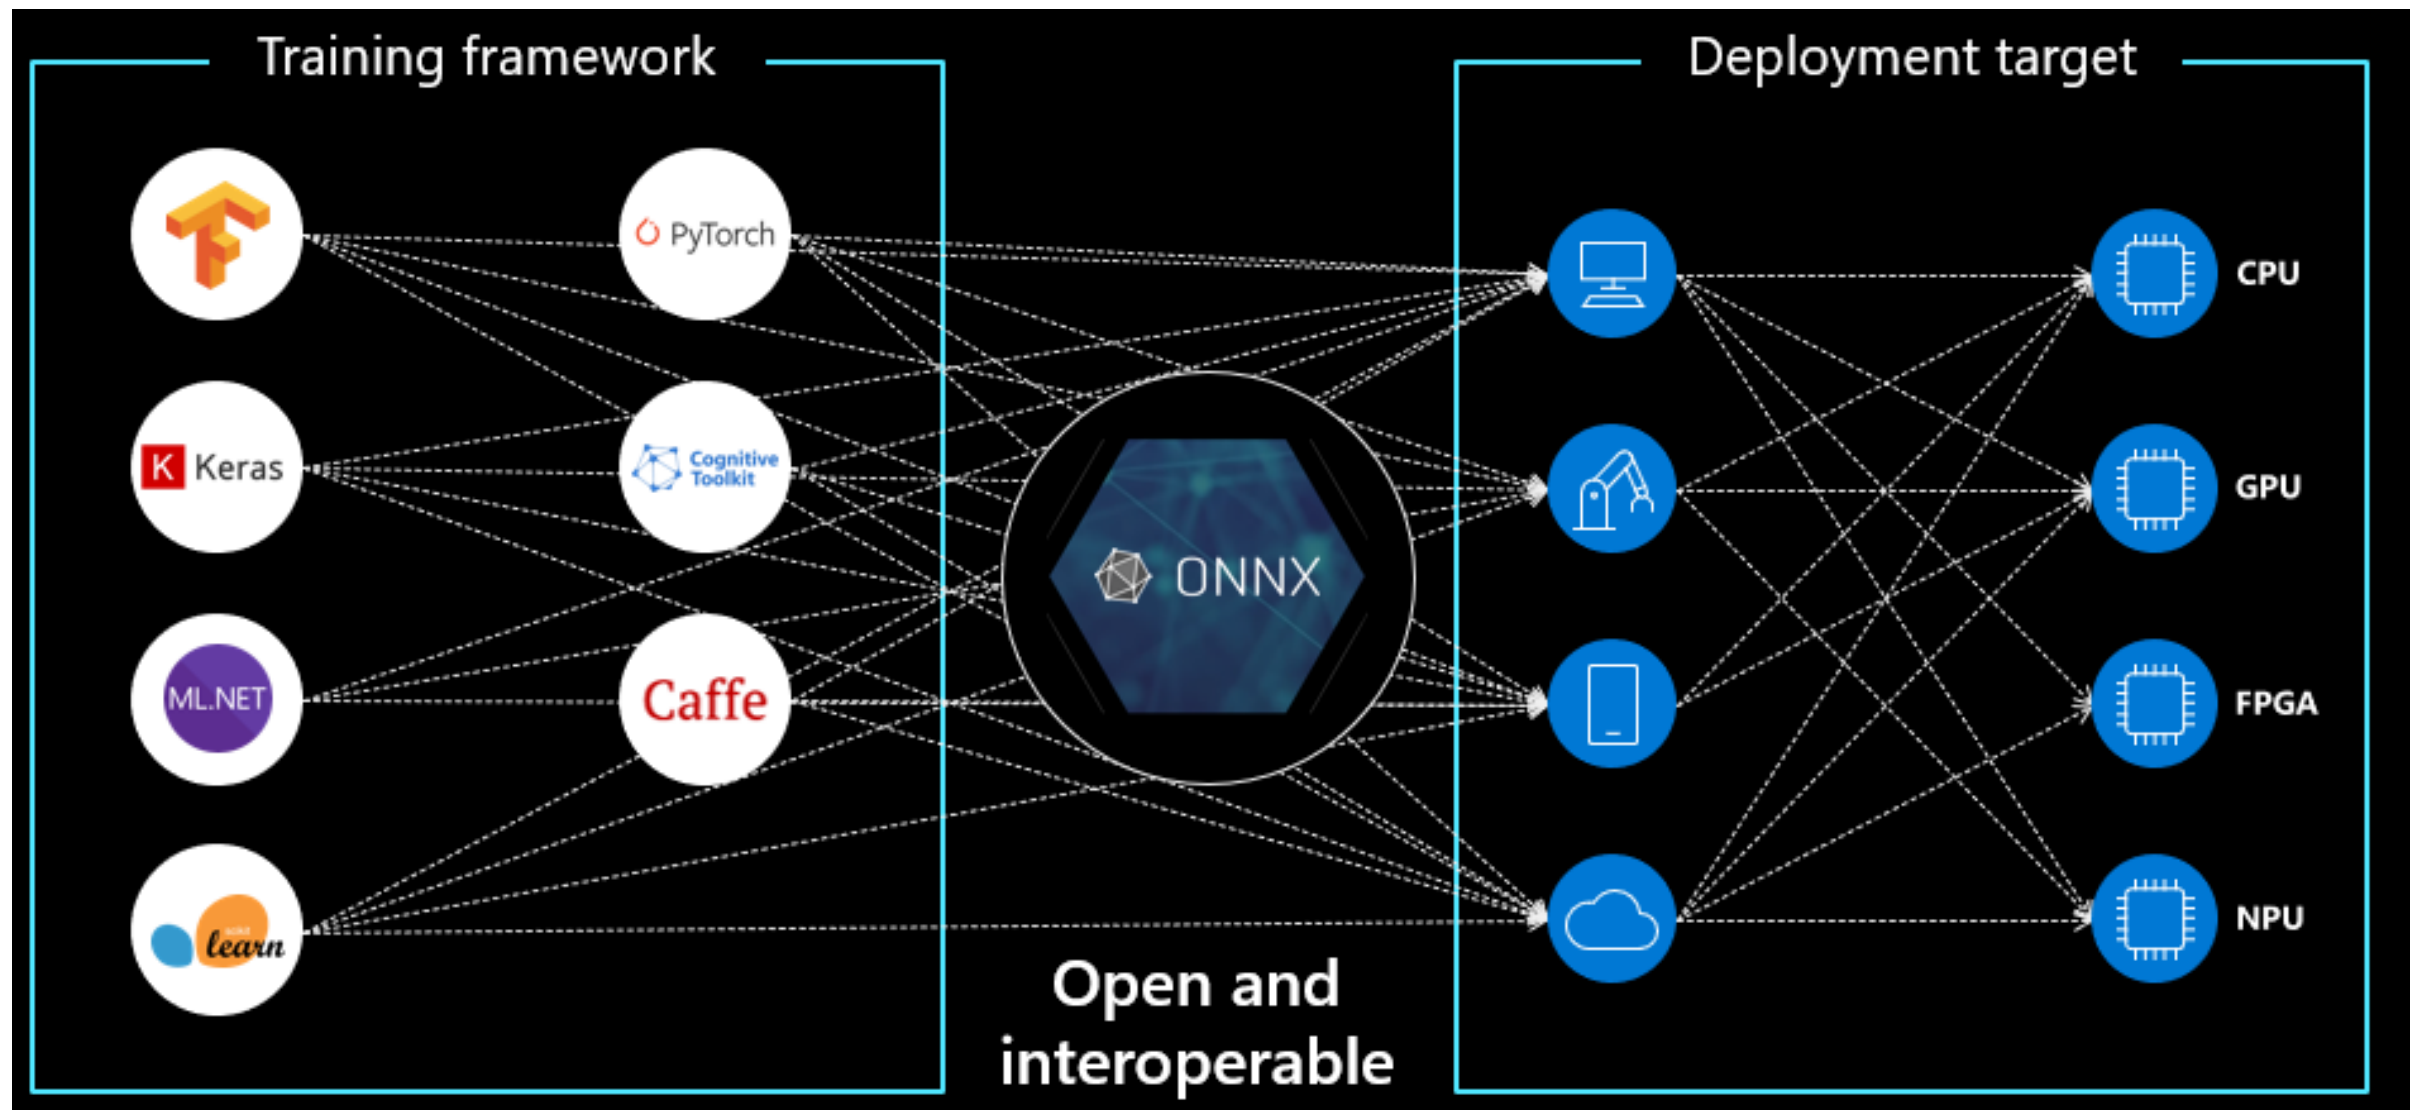 Training framework
Deployment target
PyTorch
K Keras
Cognitive
Toolkit
ML.NET
Caffe
scikit
learn
ONNX
Open and
interoperable
CPU
GPU
FPGA
NPU